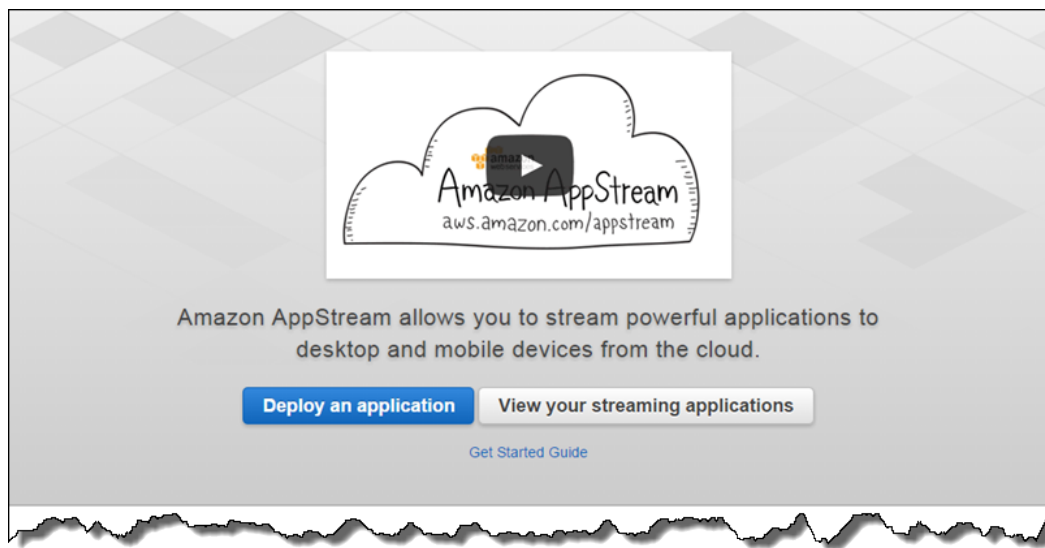 amazon
Amazon AppStream
aws.amazon.com/appstream
Amazon AppStream allows you to stream powerful applications to
desktop and mobile devices from the cloud.
Deploy an application
View your streaming applications
Get Started Guide